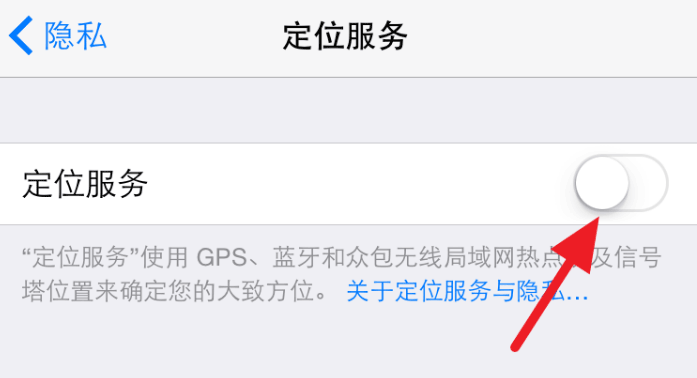 隐私
定位服务
定位服务
“定位服务”使用 GPS、蓝牙和众包无线局域网热点 及信号
塔位置来确定您的大致方位。 关于定位服务与隐私…